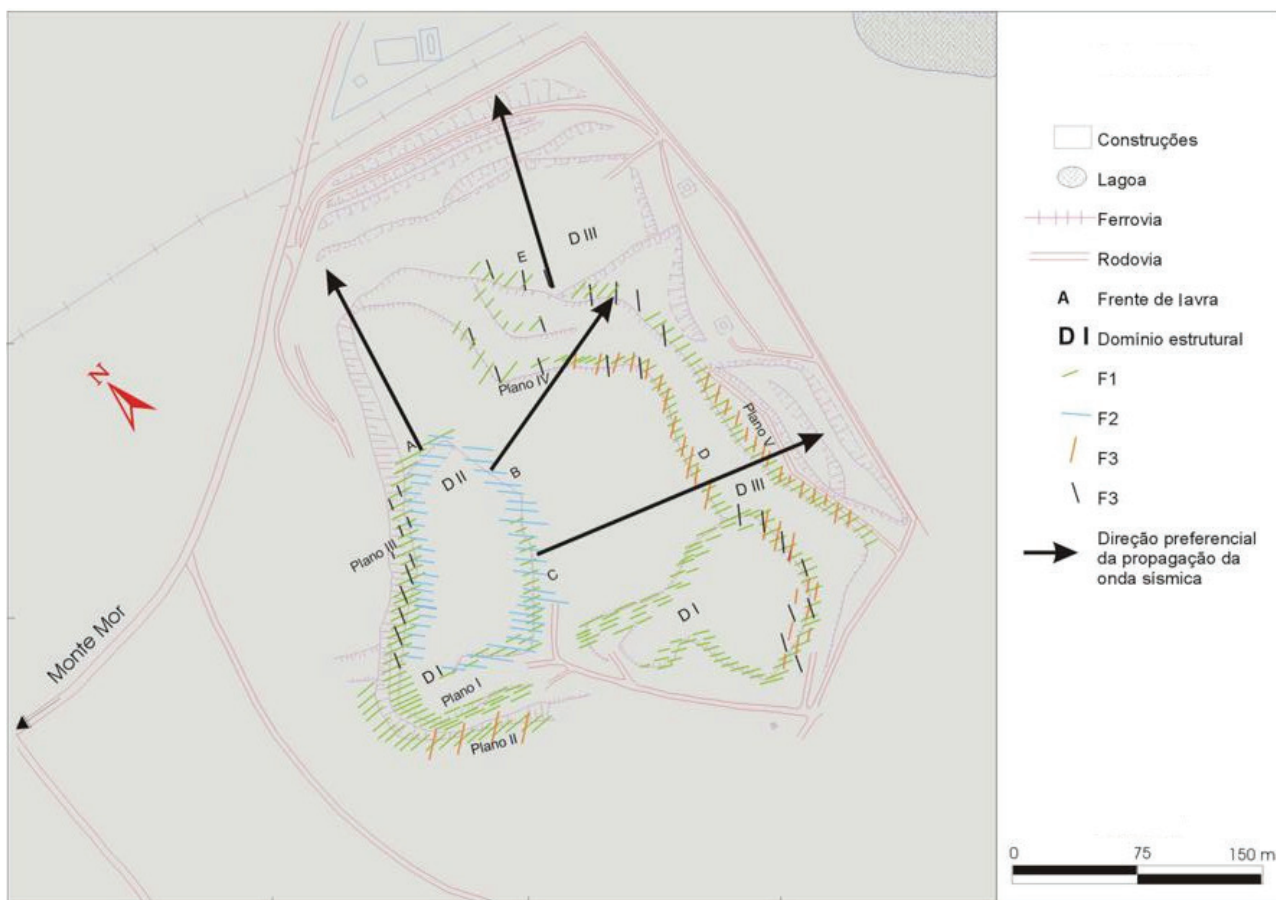 D III
E
N
Plano IV
Plano V
A
D II
B
D
D III
Plano III
C
D I
D I
Plano I
Plano II
Monte Mor
Construções
Lagoa
Ferrovia
Rodovia
A Frente de lavra
D I Domínio estrutural
F1
F2
F3
F3
Direção preferencial
da propagação da
onda sísmica
0 75 150 m